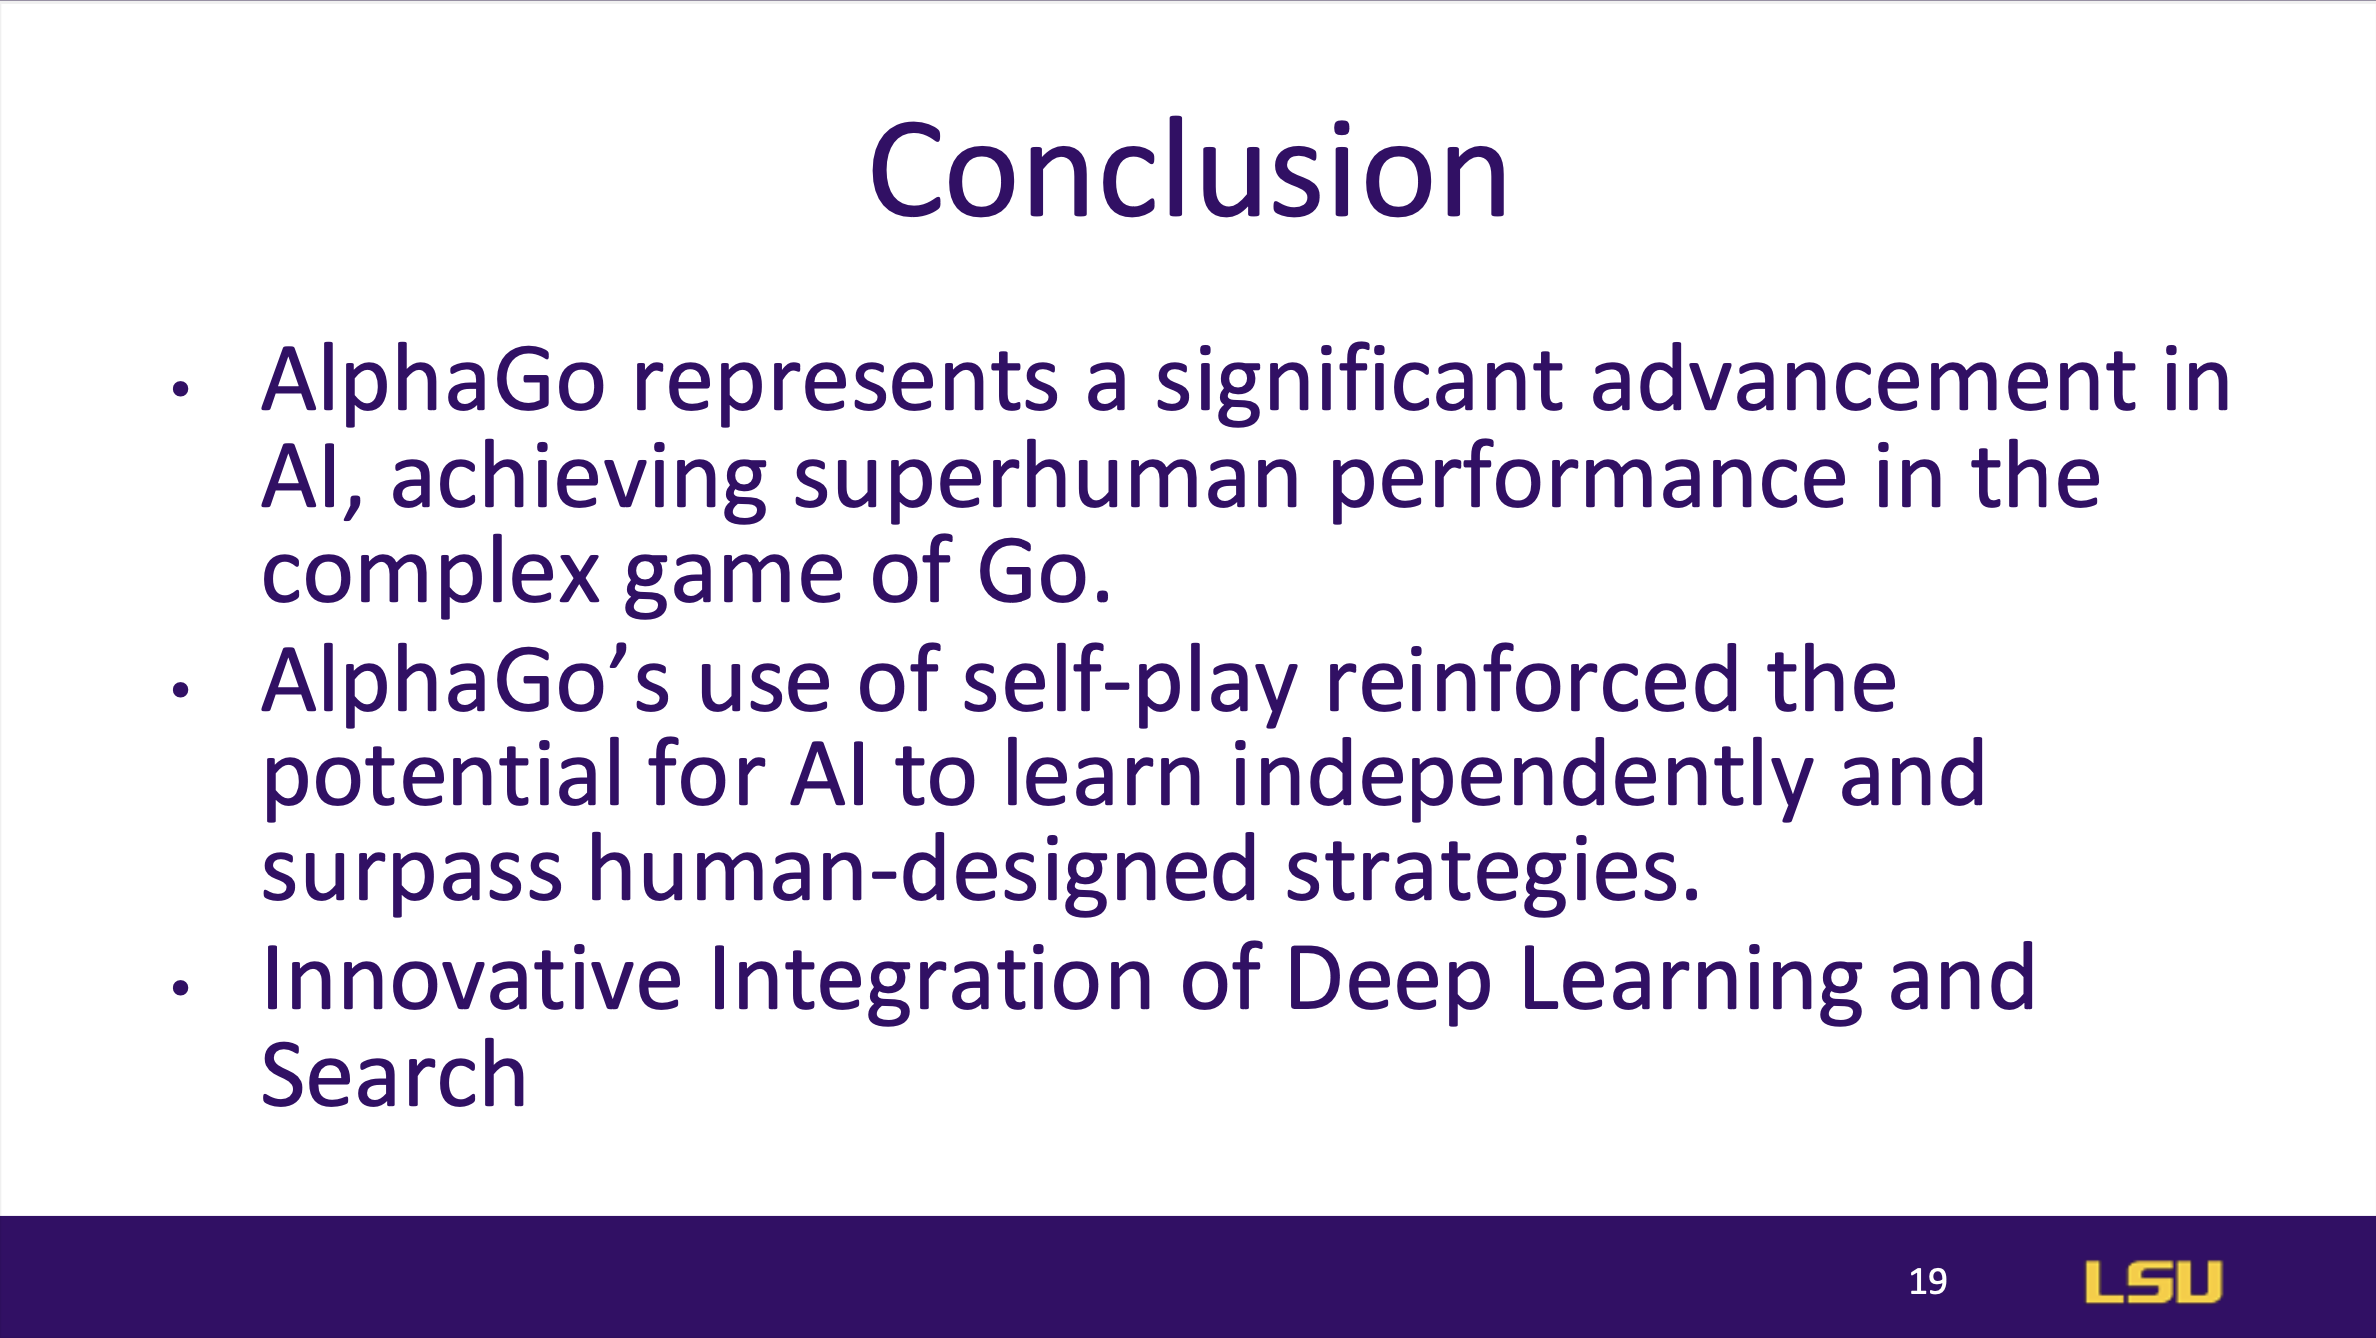 Conclusion
• AlphaGo represents a significant advancement in
AI, achieving superhuman performance in the
complex game of Go.
• AlphaGo’s use of self-play reinforced the
potential for AI to learn independently and
surpass human-designed strategies.
• Innovative Integration of Deep Learning and
Search
19
LSU